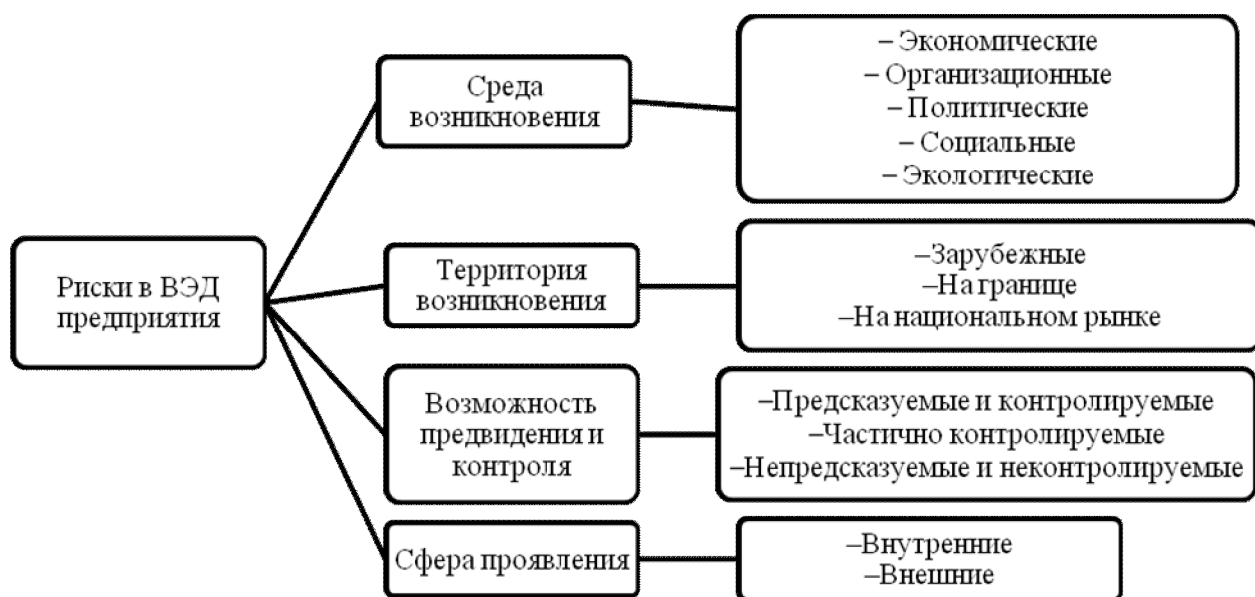 Риски в ВЭД
предприятия
Среда
возникновения
– Экономические
– Организационные
– Политические
– Социальные
– Экологические
Территория
возникновения
–Зарубежные
–На границе
–На национальном рынке
Возможность
предвидения и
контроля
–Предсказуемые и контролируемые
–Частично контролируемые
–Непредсказуемые и неконтролируемые
Сфера проявления
–Внутренние
–Внешние